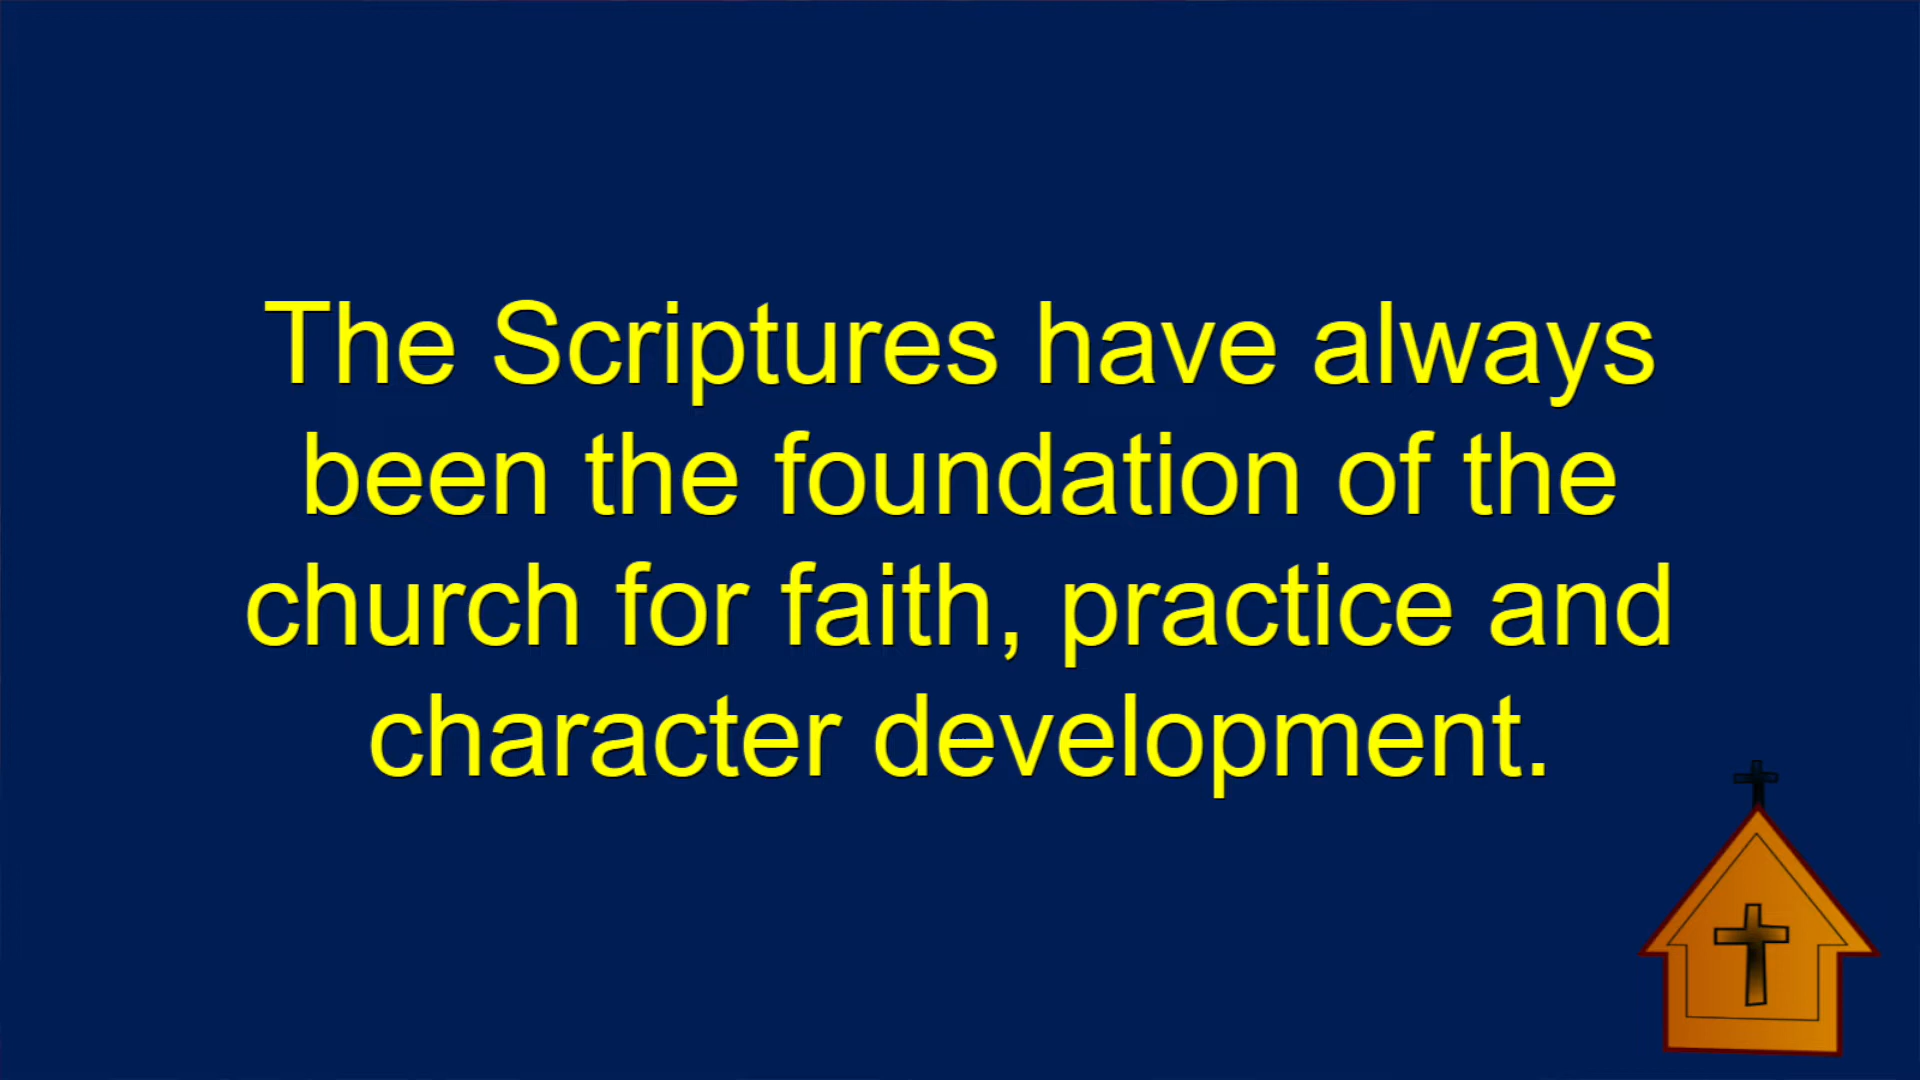 The Scriptures have always
been the foundation of the
church for faith, practice and
character development.